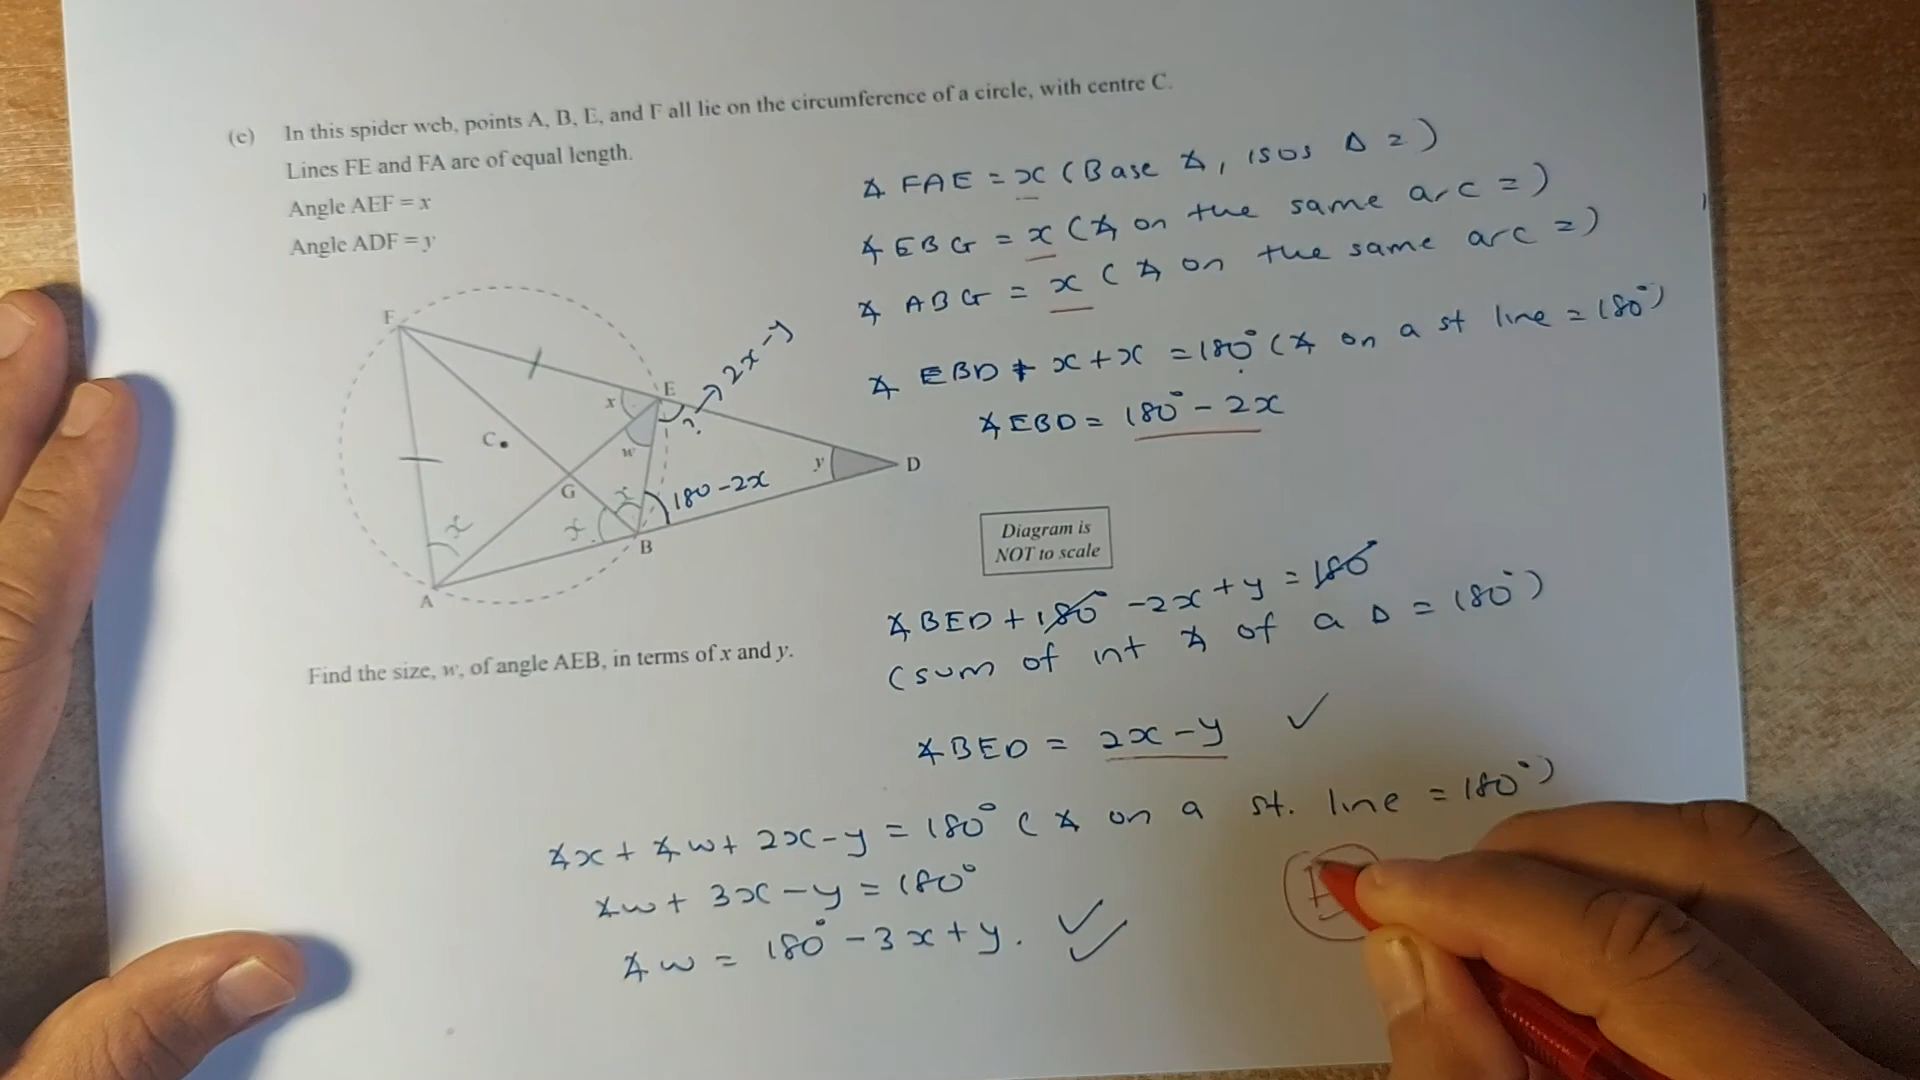 (c) In this spider web, points A, B, E, and F all lie on the circumference of a circle, with centre C.
Lines FE and FA are of equal length.
Angle AEF = x
Angle ADF = y
F
E
x
w
C
G
x
x
x
A
B
y
D
? → 2x - y
180 - 2x
∡ FAE = x (Base ∡, isos Δ =)
∡ EBG = x (∡ on the same arc =)
∡ ABG = x (∡ on the same arc =)
∡ EBD + x + x = 180° (∡ on a st line = 180°)
∡ EBD = 180° - 2x
Diagram is
NOT to scale
∡ BED + 180° - 2x + y = 180
(sum of int ∡ of a Δ = 180°)
∡ BED = 2x - y ✓
Find the size, w, of angle AEB, in terms of x and y.
∡x + ∡w + 2x - y = 180° (∡ on a st. line = 180°)
∡w + 3x - y = 180°
∡w = 180° - 3x + y. ✓✓